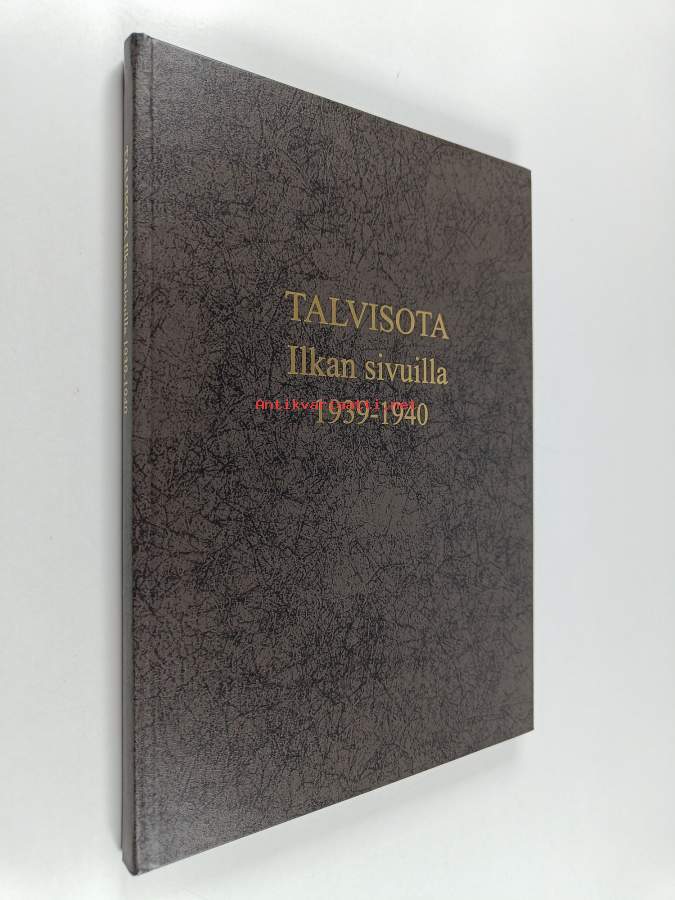 TALVISOTA Ilkan sivuilla 1939-1940
TALVISOTA
Ilkan sivuilla
Antikvariaatti.net
1939-1940